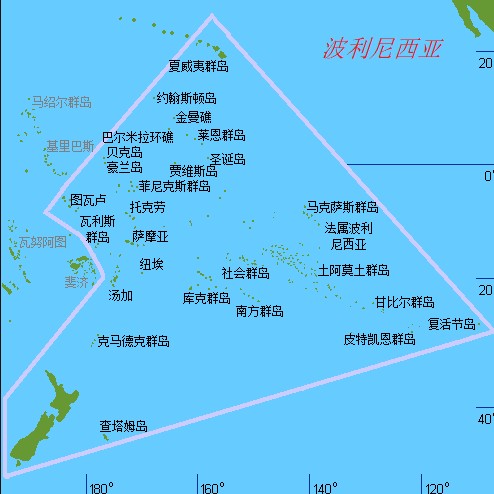 波利尼西亚
20°
夏威夷群岛
马绍尔群岛
约翰斯顿岛
金曼礁
巴尔米拉环礁
莱恩群岛
基里巴斯
贝克岛
圣诞岛
豪兰岛
贾维斯岛
0°
菲尼克斯群岛
图瓦卢
托克劳
马克萨斯群岛
瓦利斯
群岛
法属波利
尼西亚
瓦努阿图
萨摩亚
纽埃
社会群岛
土阿莫土群岛
斐济
汤加
库克群岛
南方群岛
甘比尔群岛
20°
复活节岛
克马德克群岛
皮特凯恩群岛
40°
查塔姆岛
180°
160°
140°
120°